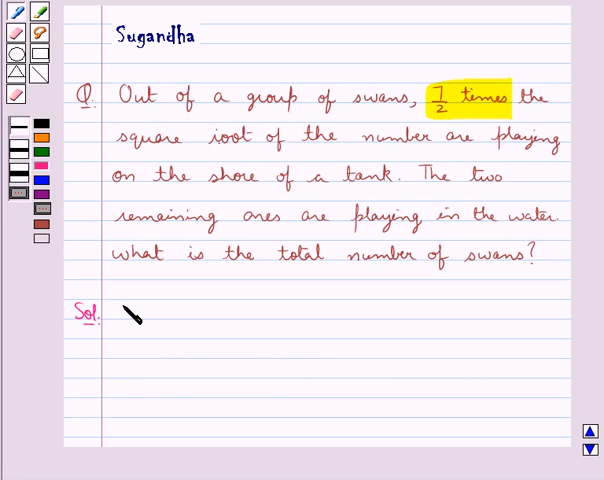 Sugandha
Q. Out of a group of swans, 7/2 times the
square root of the number are playing
on the shore of a tank. The two
remaining ones are playing in the water.
what is the total number of swans?
Sol.